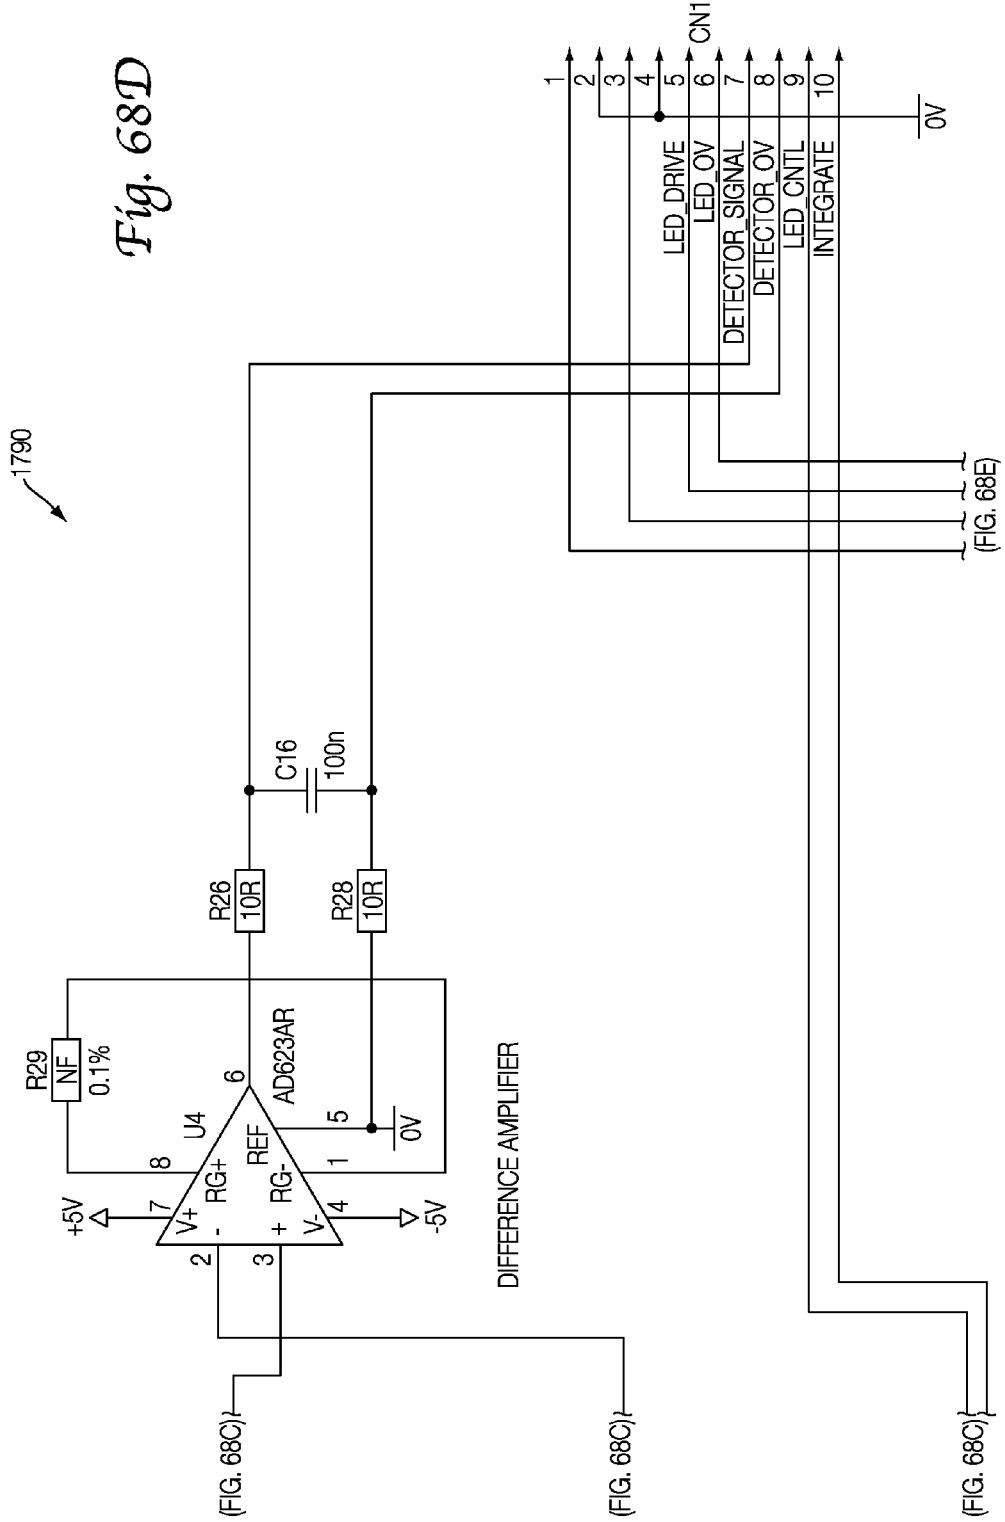 Fig. 68D
1790
R29
NF
0.1%
+5V
7
8
U4
V+
RG+
2
-
6
REF
AD623AR
3
+
RG-
V-
5
1
4
0V
-5V
R26
10R
R28
10R
C16
100n
DIFFERENCE AMPLIFIER
(FIG. 68C)
(FIG. 68C)
(FIG. 68C)
(FIG. 68E)
CN1
1
2
3
4
LED_DRIVE 5
LED_OV 6
DETECTOR_SIGNAL 7
DETECTOR_OV 8
LED_CNTL 9
INTEGRATE 10
0V